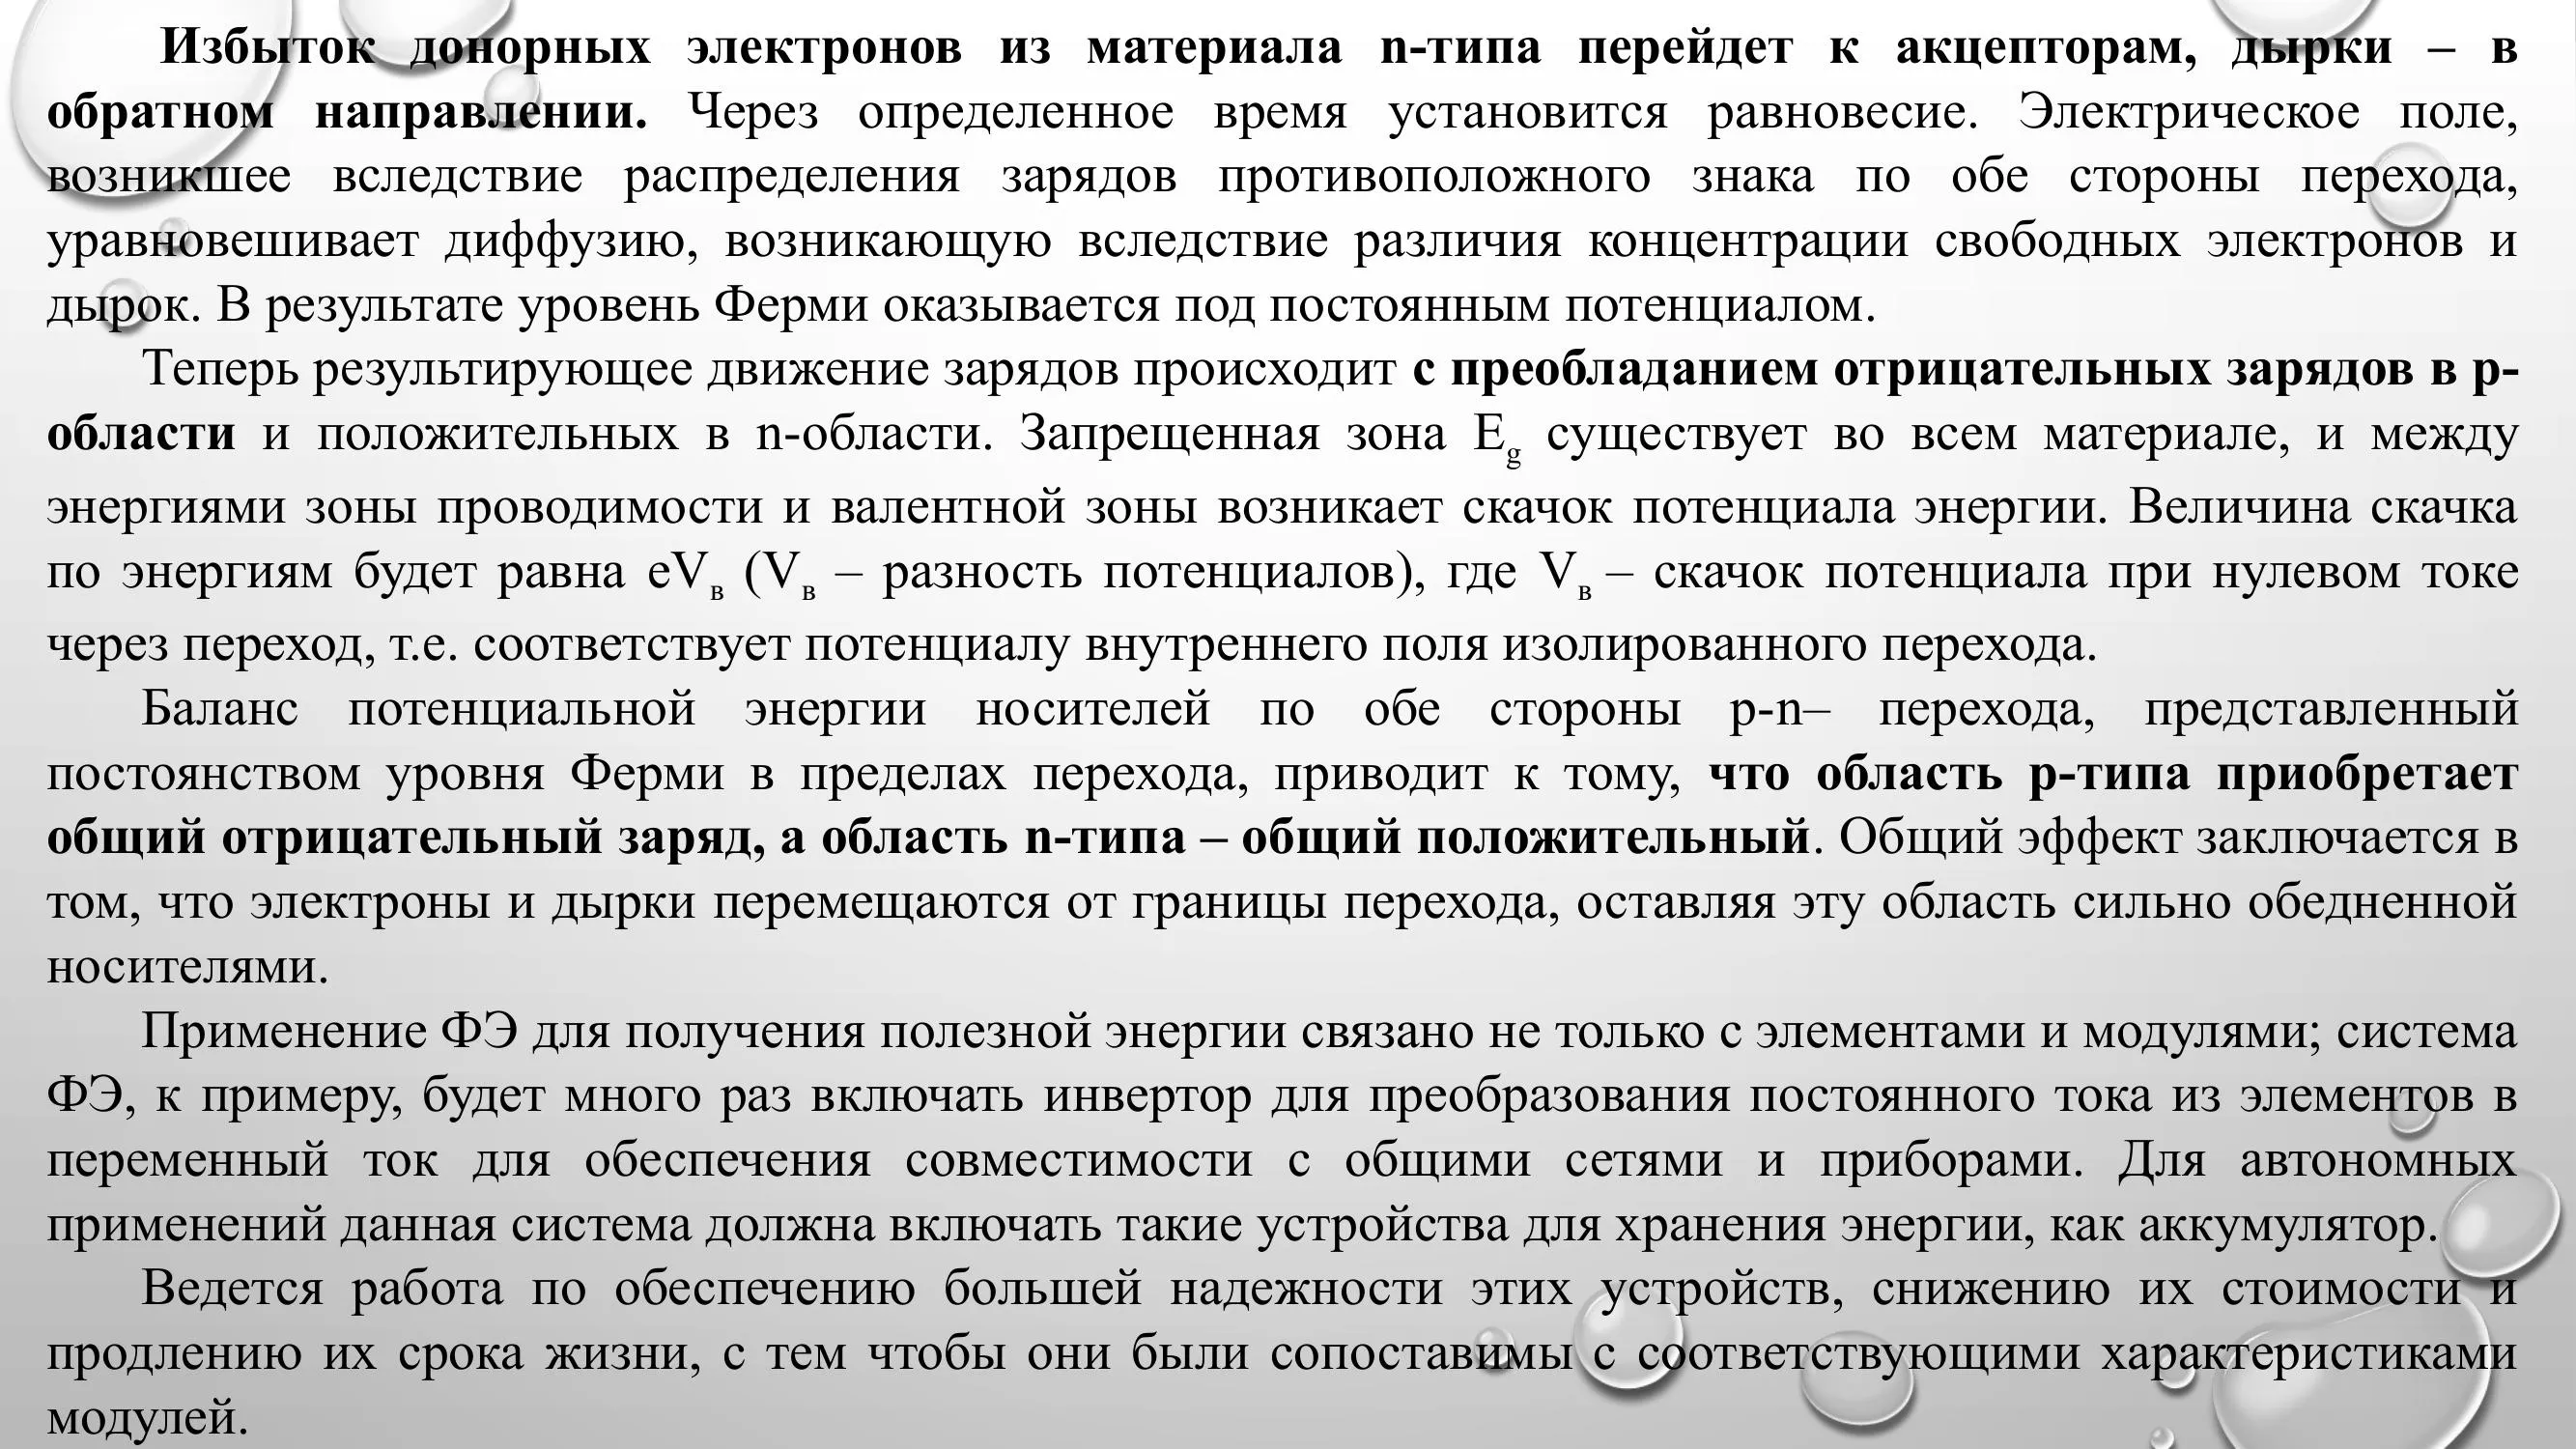 Избыток донорных электронов из материала n-типа перейдет к акцепторам, дырки – в
обратном направлении. Через определенное время установится равновесие. Электрическое поле,
возникшее вследствие распределения зарядов противоположного знака по обе стороны перехода,
уравновешивает диффузию, возникающую вследствие различия концентрации свободных электронов и
дырок. В результате уровень Ферми оказывается под постоянным потенциалом.
Теперь результирующее движение зарядов происходит с преобладанием отрицательных зарядов в p-
области и положительных в n-области. Запрещенная зона Eg существует во всем материале, и между
энергиями зоны проводимости и валентной зоны возникает скачок потенциала энергии. Величина скачка
по энергиям будет равна eVв (Vв – разность потенциалов), где Vв – скачок потенциала при нулевом токе
через переход, т.е. соответствует потенциалу внутреннего поля изолированного перехода.
Баланс потенциальной энергии носителей по обе стороны p-n– перехода, представленный
постоянством уровня Ферми в пределах перехода, приводит к тому, что область p-типа приобретает
общий отрицательный заряд, а область n-типа – общий положительный. Общий эффект заключается в
том, что электроны и дырки перемещаются от границы перехода, оставляя эту область сильно обедненной
носителями.
Применение ФЭ для получения полезной энергии связано не только с элементами и модулями; система
ФЭ, к примеру, будет много раз включать инвертор для преобразования постоянного тока из элементов в
переменный ток для обеспечения совместимости с общими сетями и приборами. Для автономных
применений данная система должна включать такие устройства для хранения энергии, как аккумулятор.
Ведется работа по обеспечению большей надежности этих устройств, снижению их стоимости и
продлению их срока жизни, с тем чтобы они были сопоставимы с соответствующими характеристиками
модулей.